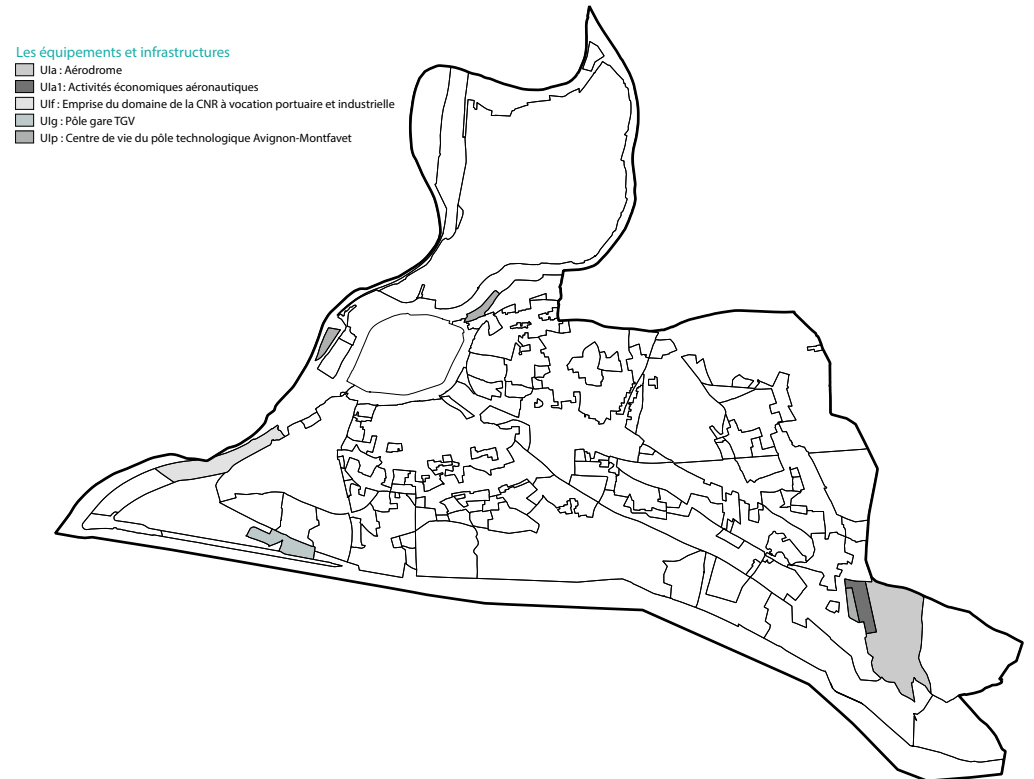 Les équipements et infrastructures
UIa : Aérodrome
UIa1: Activités économiques aéronautiques
UIf : Emprise du domaine de la CNR à vocation portuaire et industrielle
UIg : Pôle gare TGV
UIp : Centre de vie du pôle technologique Avignon-Montfavet